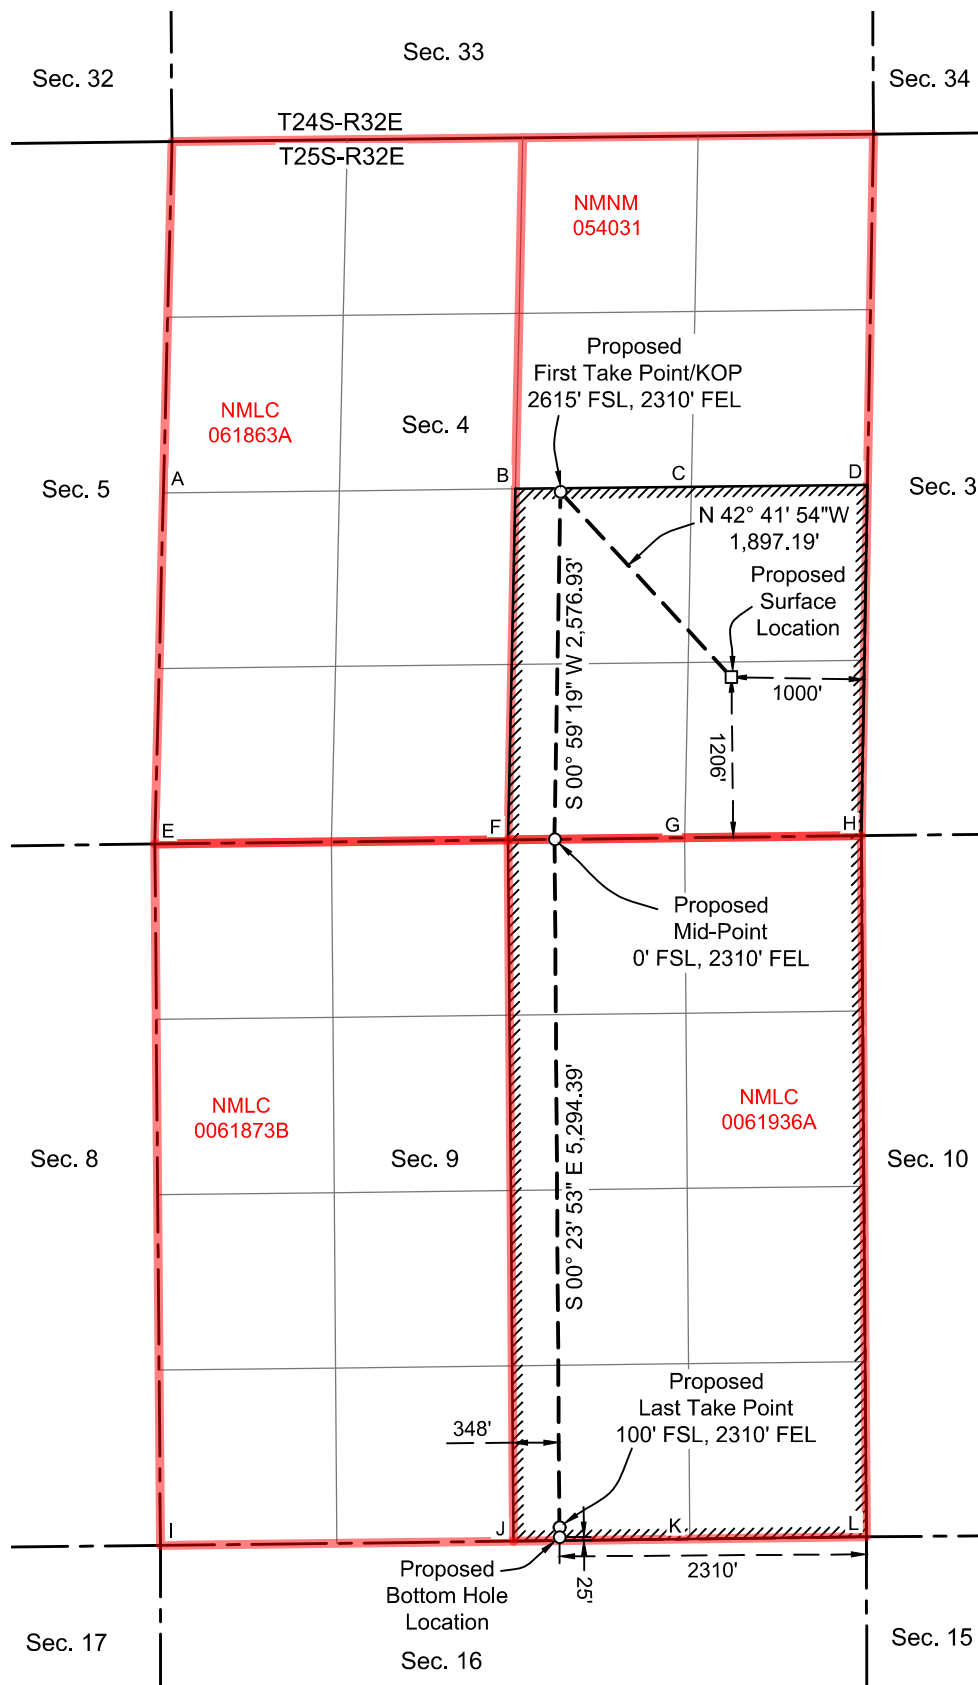 Sec. 33
Sec. 32
Sec. 34
T24S-R32E
T25S-R32E
NMNM
054031
Proposed
First Take Point/KOP
2615' FSL, 2310' FEL
NMLC
061863A
Sec. 4
Sec. 5
A
B
C
D
Sec. 3
N 42° 41' 54"W
1,897.19'
Proposed
Surface
Location
S 00° 59' 19" W 2,576.93'
1000'
1206'
E
F
G
H
Proposed
Mid-Point
0' FSL, 2310' FEL
S 00° 23' 53" E 5,294.39'
NMLC
0061873B
NMLC
0061936A
Sec. 8
Sec. 9
Sec. 10
Proposed
Last Take Point
100' FSL, 2310' FEL
348'
I
J
K
L
Proposed
Bottom Hole
Location
25'
2310'
Sec. 17
Sec. 16
Sec. 15